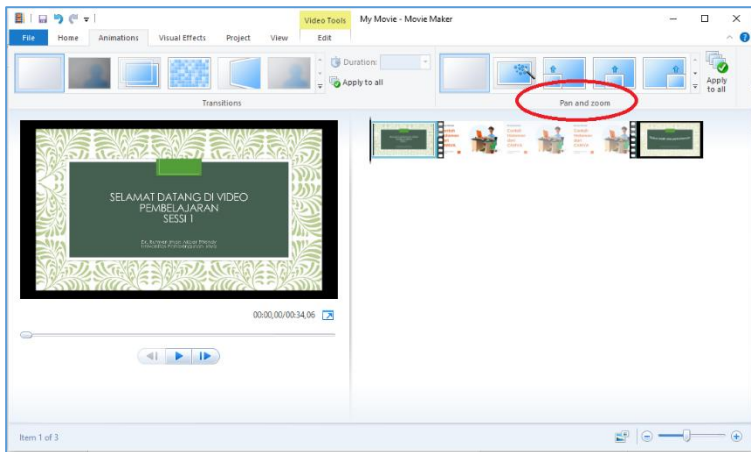 Video Tools
My Movie - Movie Maker
File
Home
Animations
Visual Effects
Project
View
Edit
Duration:
Apply to all
Transitions
Pan and zoom
Apply
to all
SELAMAT DATANG DI VIDEO
PEMBELAJARAN
SESSI 1
00:00,00/00:34,06
Item 1 of 3